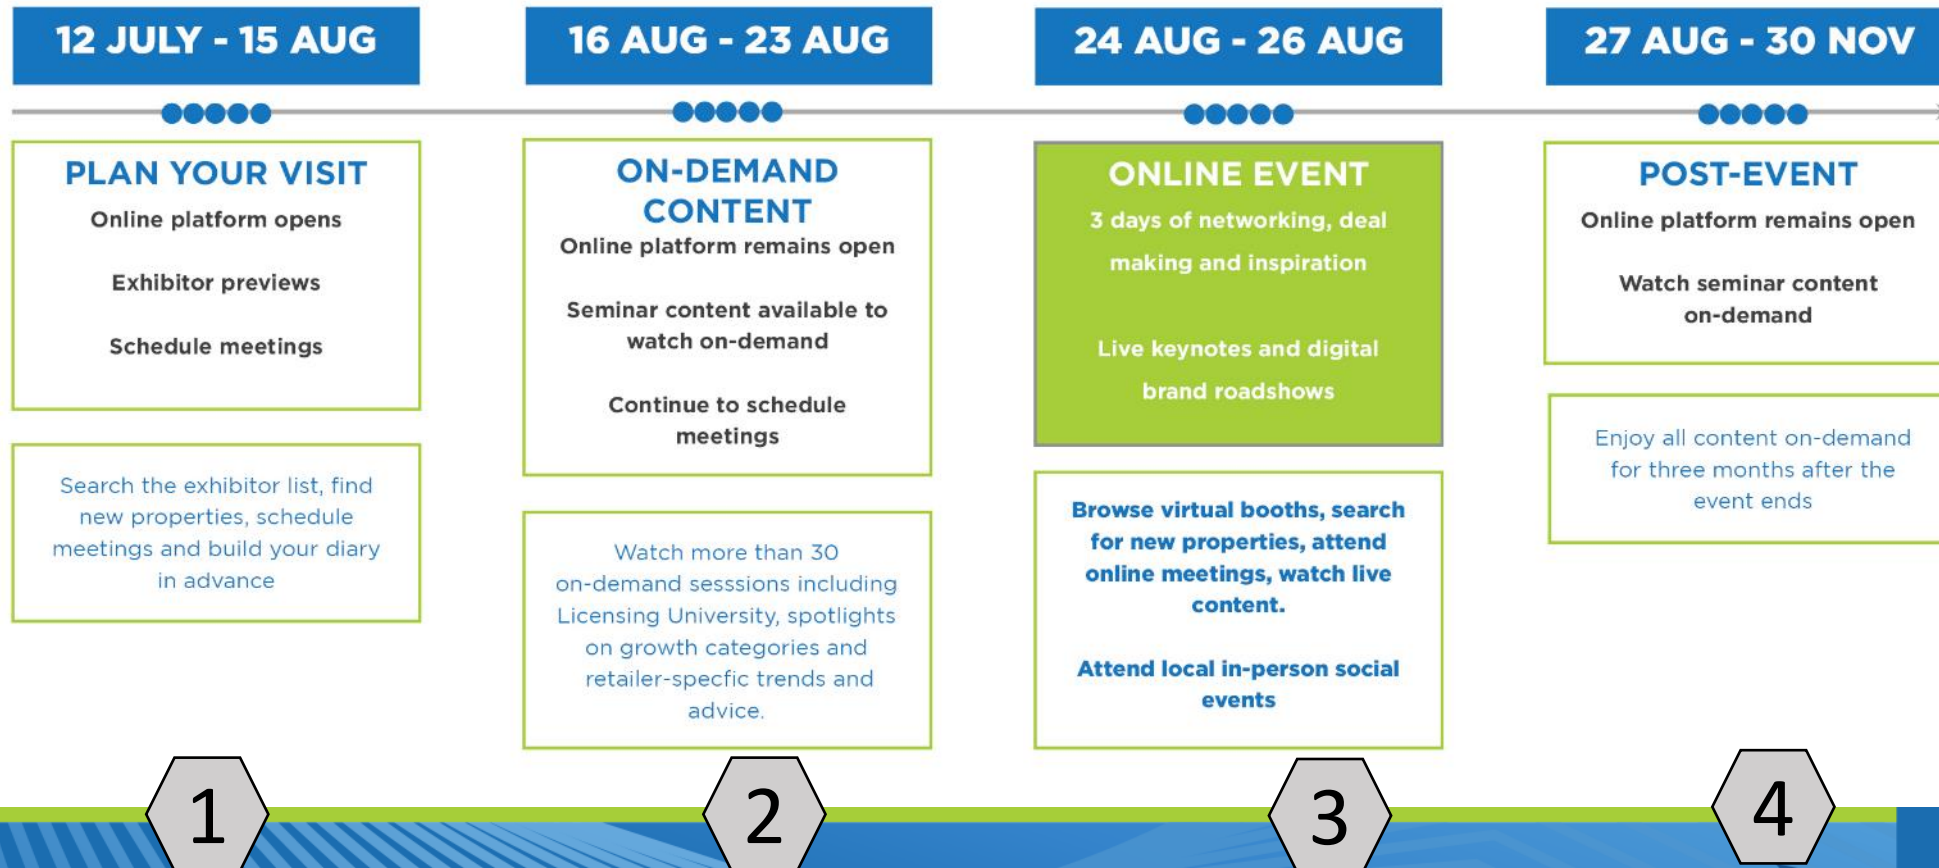 12 JULY - 15 AUG
PLAN YOUR VISIT
Online platform opens
Exhibitor previews
Schedule meetings
Search the exhibitor list, find
new properties, schedule
meetings and build your diary
in advance
1
16 AUG - 23 AUG
ON-DEMAND
CONTENT
Online platform remains open
Seminar content available to
watch on-demand
Continue to schedule
meetings
Watch more than 30
on-demand sesssions including
Licensing University, spotlights
on growth categories and
retailer-specfic trends and
advice.
2
24 AUG - 26 AUG
ONLINE EVENT
3 days of networking, deal
making and inspiration
Live keynotes and digital
brand roadshows
Browse virtual booths, search
for new properties, attend
online meetings, watch live
content.
Attend local in-person social
events
3
27 AUG - 30 NOV
POST-EVENT
Online platform remains open
Watch seminar content
on-demand
Enjoy all content on-demand
for three months after the
event ends
4